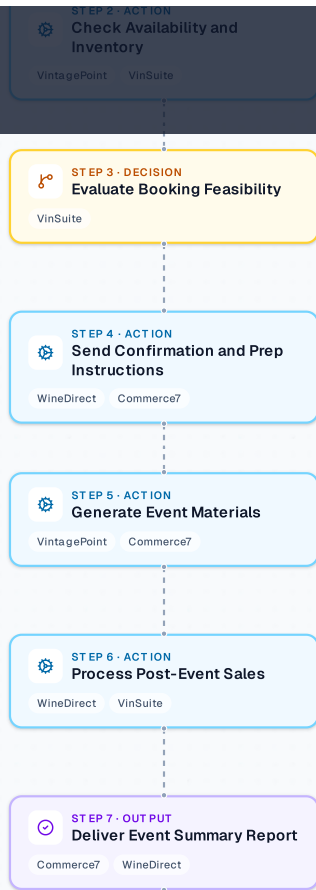 STEP 2 · ACTION
Check Availability and
Inventory
VintagePoint VinSuite
STEP 3 · DECISION
Evaluate Booking Feasibility
VinSuite
STEP 4 · ACTION
Send Confirmation and Prep
Instructions
WineDirect Commerce7
STEP 5 · ACTION
Generate Event Materials
VintagePoint Commerce7
STEP 6 · ACTION
Process Post-Event Sales
WineDirect VinSuite
STEP 7 · OUTPUT
Deliver Event Summary Report
Commerce7 WineDirect